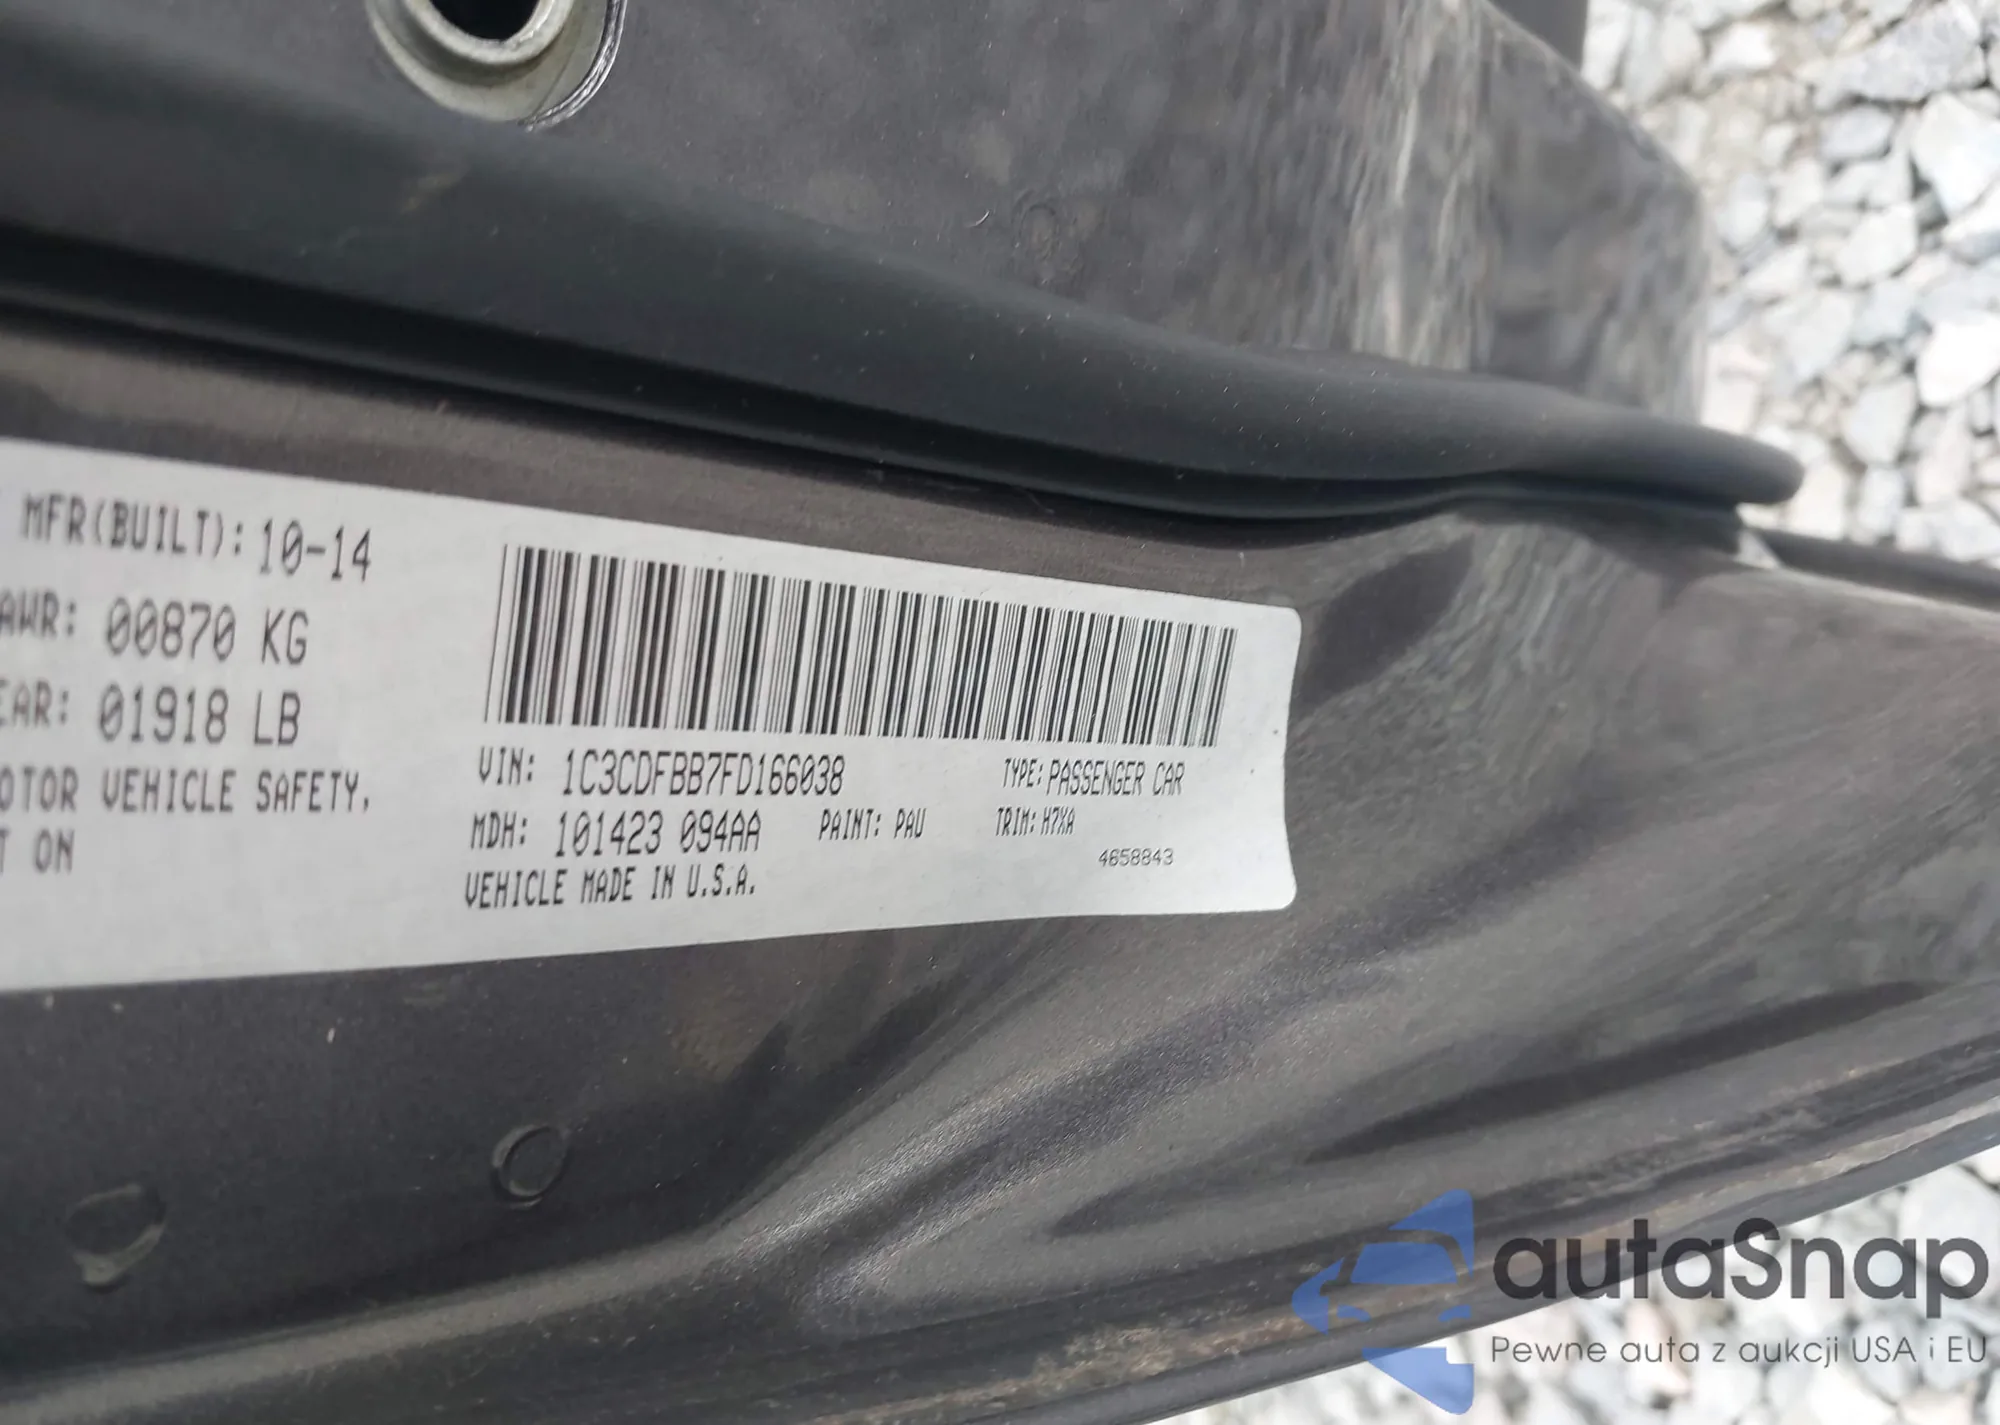 MFR(BUILT): 10-14
AWR: 00870 KG
EAR: 01918 LB
OTOR VEHICLE SAFETY,
T ON
VIN: 1C3CDFBB7FD166038
TYPE: PASSENGER CAR
MDH: 101423 094AA
PAINT: PAU
TRIM: H7XA
VEHICLE MADE IN U.S.A.
4658843
autaSnap
Pewne auta z aukcji USA i EU